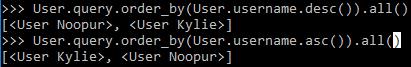 >>> User.query.order_by(User.username.desc()).all()
[<User Noopur>, <User Kylie>]
>>> User.query.order_by(User.username.asc()).all()
[<User Kylie>, <User Noopur>]